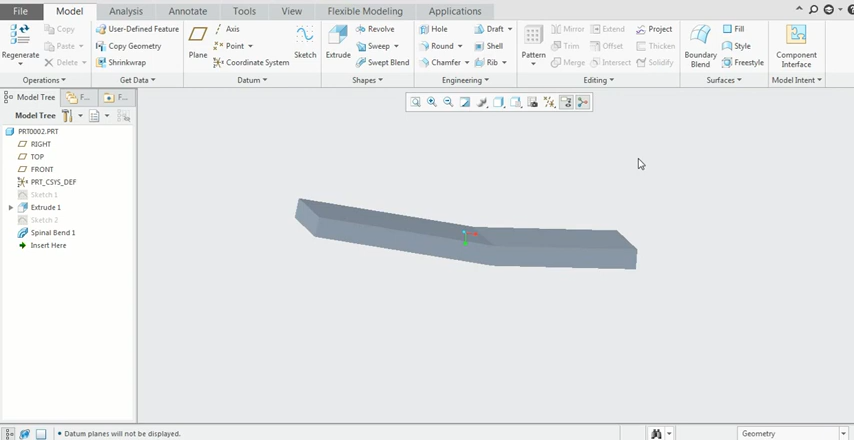 File Model Analysis Annotate Tools View Flexible Modeling Applications
Regenerate
Copy
Paste
Delete
Operations
User-Defined Feature
Copy Geometry
Shrinkwrap
Get Data
Plane
Axis
Point
Coordinate System
Sketch
Datum
Extrude
Revolve
Sweep
Swept Blend
Shapes
Hole
Round
Chamfer
Draft
Shell
Rib
Engineering
Pattern
Mirror
Trim
Merge
Extend
Offset
Intersect
Project
Thicken
Solidify
Editing
Boundary
Blend
Fill
Style
Freestyle
Surfaces
Component
Interface
Model Intent
Model Tree F... F...
Model Tree
PRT0002.PRT
RIGHT
TOP
FRONT
PRT_CSYS_DEF
Sketch 1
Extrude 1
Sketch 2
Spinal Bend 1
Insert Here
• Datum planes will not be displayed.
Geometry